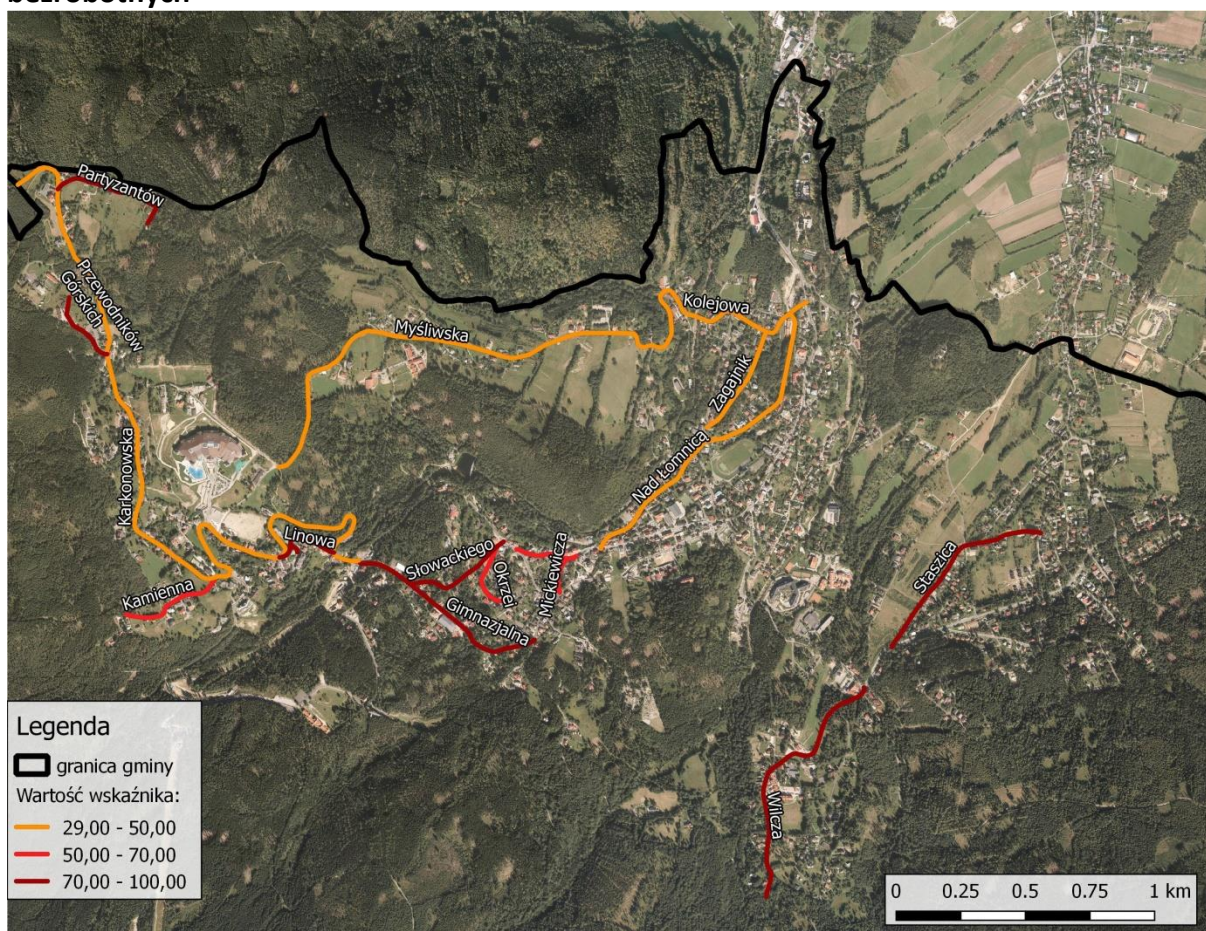 bezrobotnych
Partyzantów
Przewodników
Górskich
Kolejowa
Myśliwska
Zagajnik
Karkonowska
Nad Łomnicą
Linowa
Słowackiego
Mickiewicza
Okrzei
Staszica
Kamienna
Gimnazjalna
Wilcza
Legenda
granica gminy
Wartość wskaźnika:
29,00 - 50,00
50,00 - 70,00
70,00 - 100,00
0 0.25 0.5 0.75 1 km